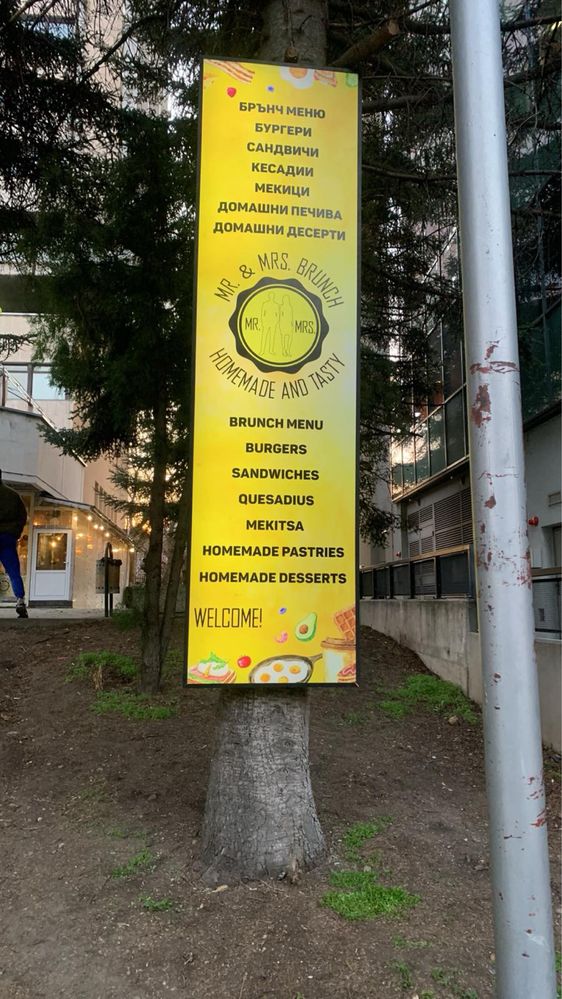 БРЪНЧ МЕНЮ
БУРГЕРИ
САНДВИЧИ
КЕСАДИИ
МЕКИЦИ
ДОМАШНИ ПЕЧИВА
ДОМАШНИ ДЕСЕРТИ
MR. & MRS. BRUNCH
MR. MRS.
HOMEMADE AND TASTY
BRUNCH MENU
BURGERS
SANDWICHES
QUESADIUS
MEKITSA
HOMEMADE PASTRIES
HOMEMADE DESSERTS
WELCOME!